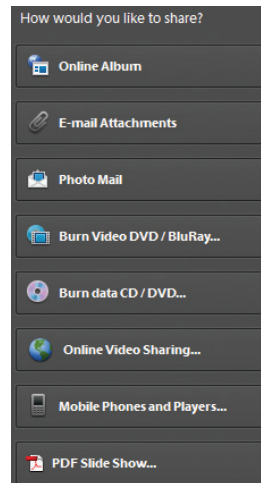 How would you like to share?
Online Album
E-mail Attachments
Photo Mail
Burn Video DVD / BluRay...
Burn data CD / DVD...
Online Video Sharing...
Mobile Phones and Players...
PDF Slide Show...